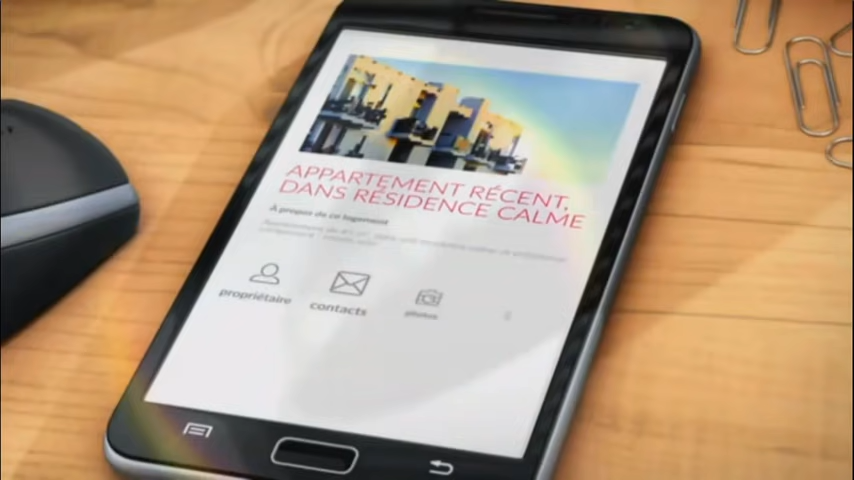 APPARTEMENT RÉCENT,
DANS RÉSIDENCE CALME
À propos de ce logement
propriétaire
contacts
photos